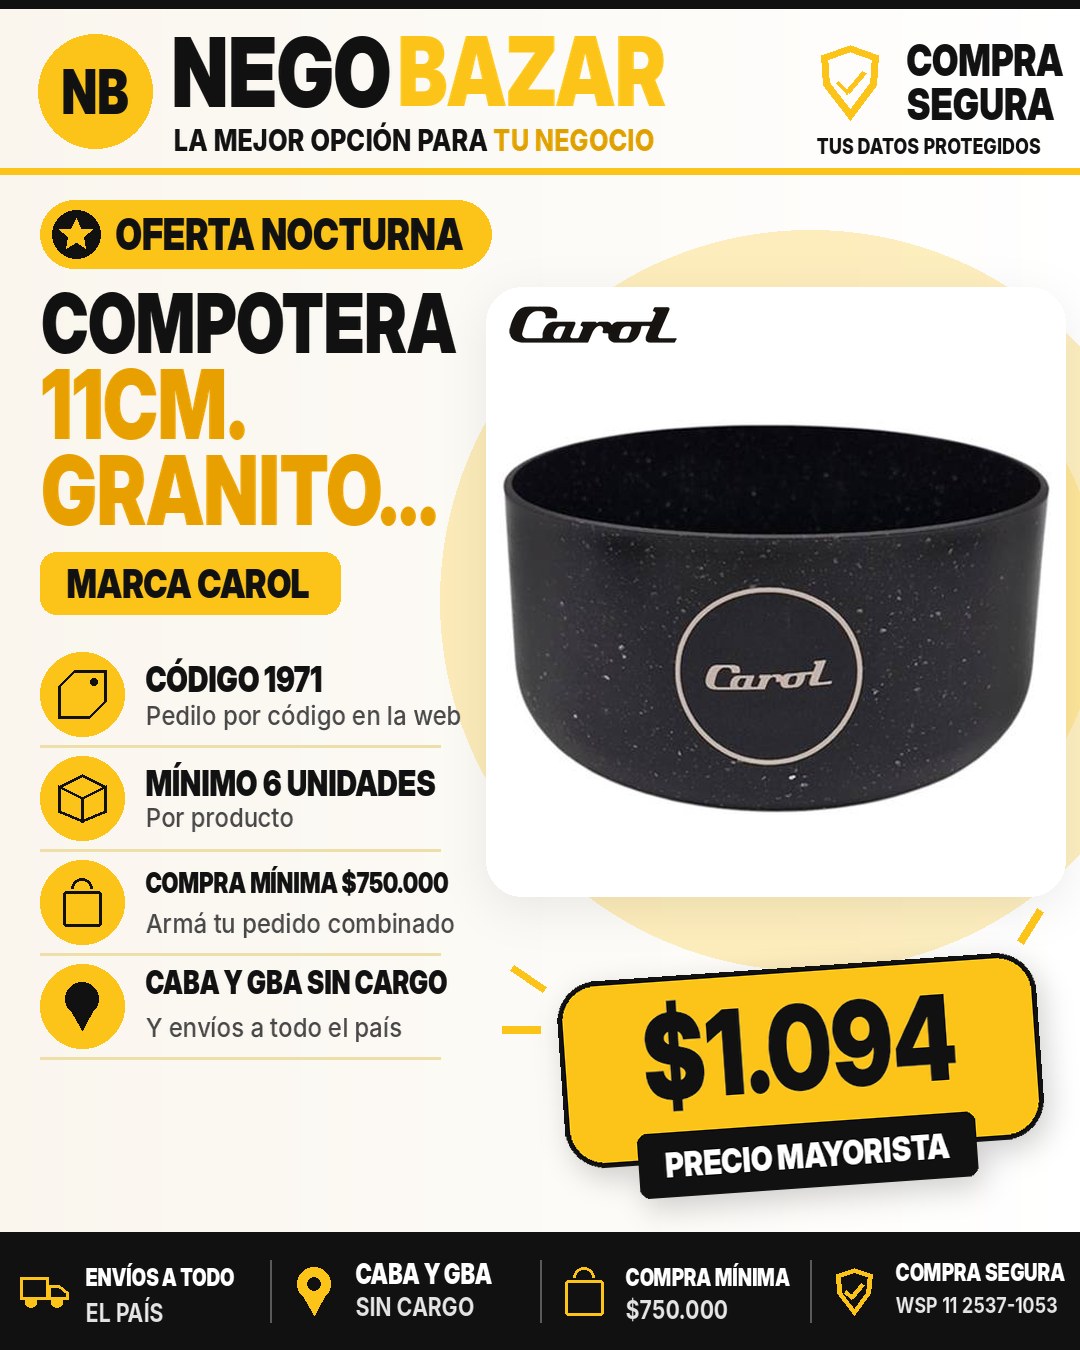 NB
NEGOBAZAR
LA MEJOR OPCIÓN PARA TU NEGOCIO
COMPRA
SEGURA
TUS DATOS PROTEGIDOS
OFERTA NOCTURNA
COMPOTERA
11CM.
GRANITO...
MARCA CAROL
CÓDIGO 1971
Pedilo por código en la web
MÍNIMO 6 UNIDADES
Por producto
COMPRA MÍNIMA $750.000
Armá tu pedido combinado
CABA Y GBA SIN CARGO
Y envíos a todo el país
Carol
Carol
$1.094
PRECIO MAYORISTA
ENVÍOS A TODO
EL PAÍS
CABA Y GBA
SIN CARGO
COMPRA MÍNIMA
$750.000
COMPRA SEGURA
WSP 11 2537-1053